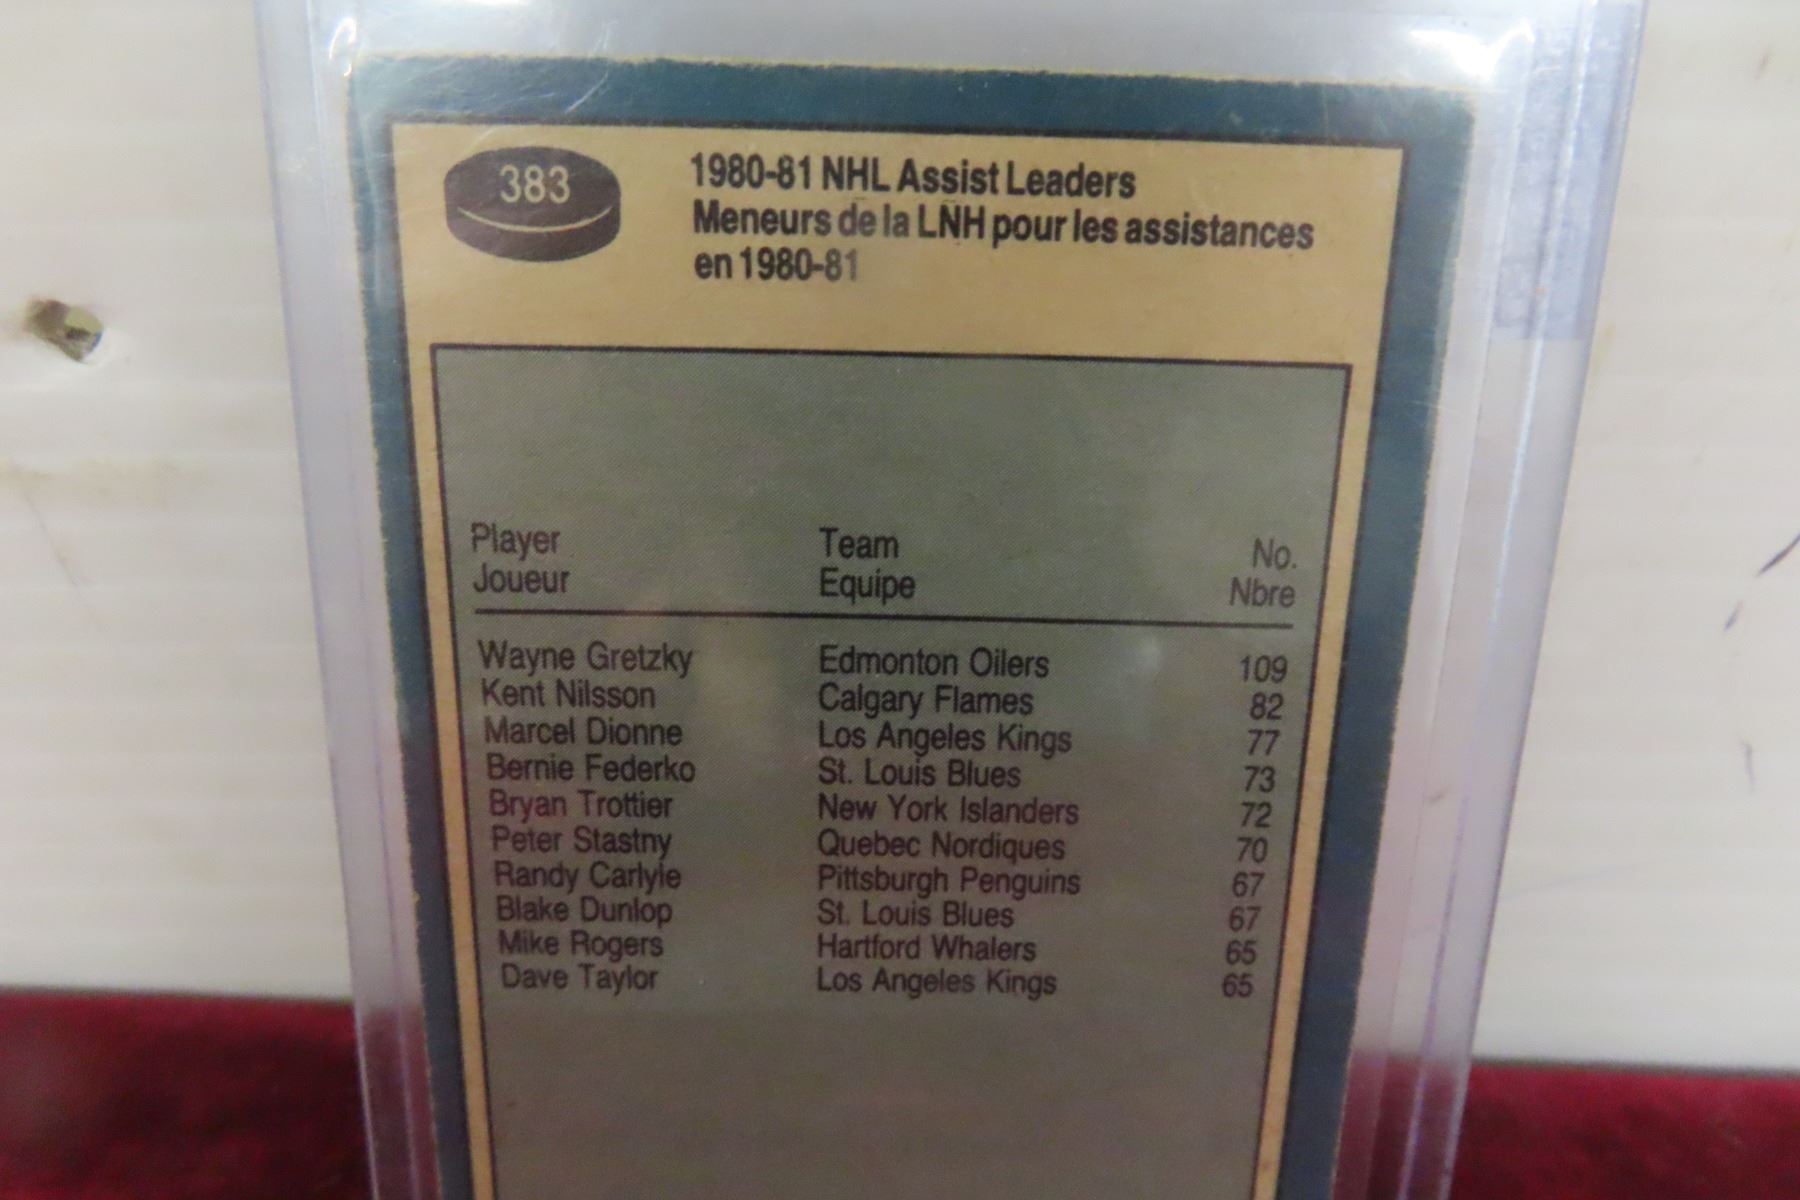 383
1980-81 NHL Assist Leaders
Meneurs de la LNH pour les assistances
en 1980-81
Player Team No.
Joueur Equipe Nbre
Wayne Gretzky Edmonton Oilers 109
Kent Nilsson Calgary Flames 82
Marcel Dionne Los Angeles Kings 77
Bernie Federko St. Louis Blues 73
Bryan Trottier New York Islanders 72
Peter Stastny Quebec Nordiques 70
Randy Carlyle Pittsburgh Penguins 67
Blake Dunlop St. Louis Blues 67
Mike Rogers Hartford Whalers 65
Dave Taylor Los Angeles Kings 65